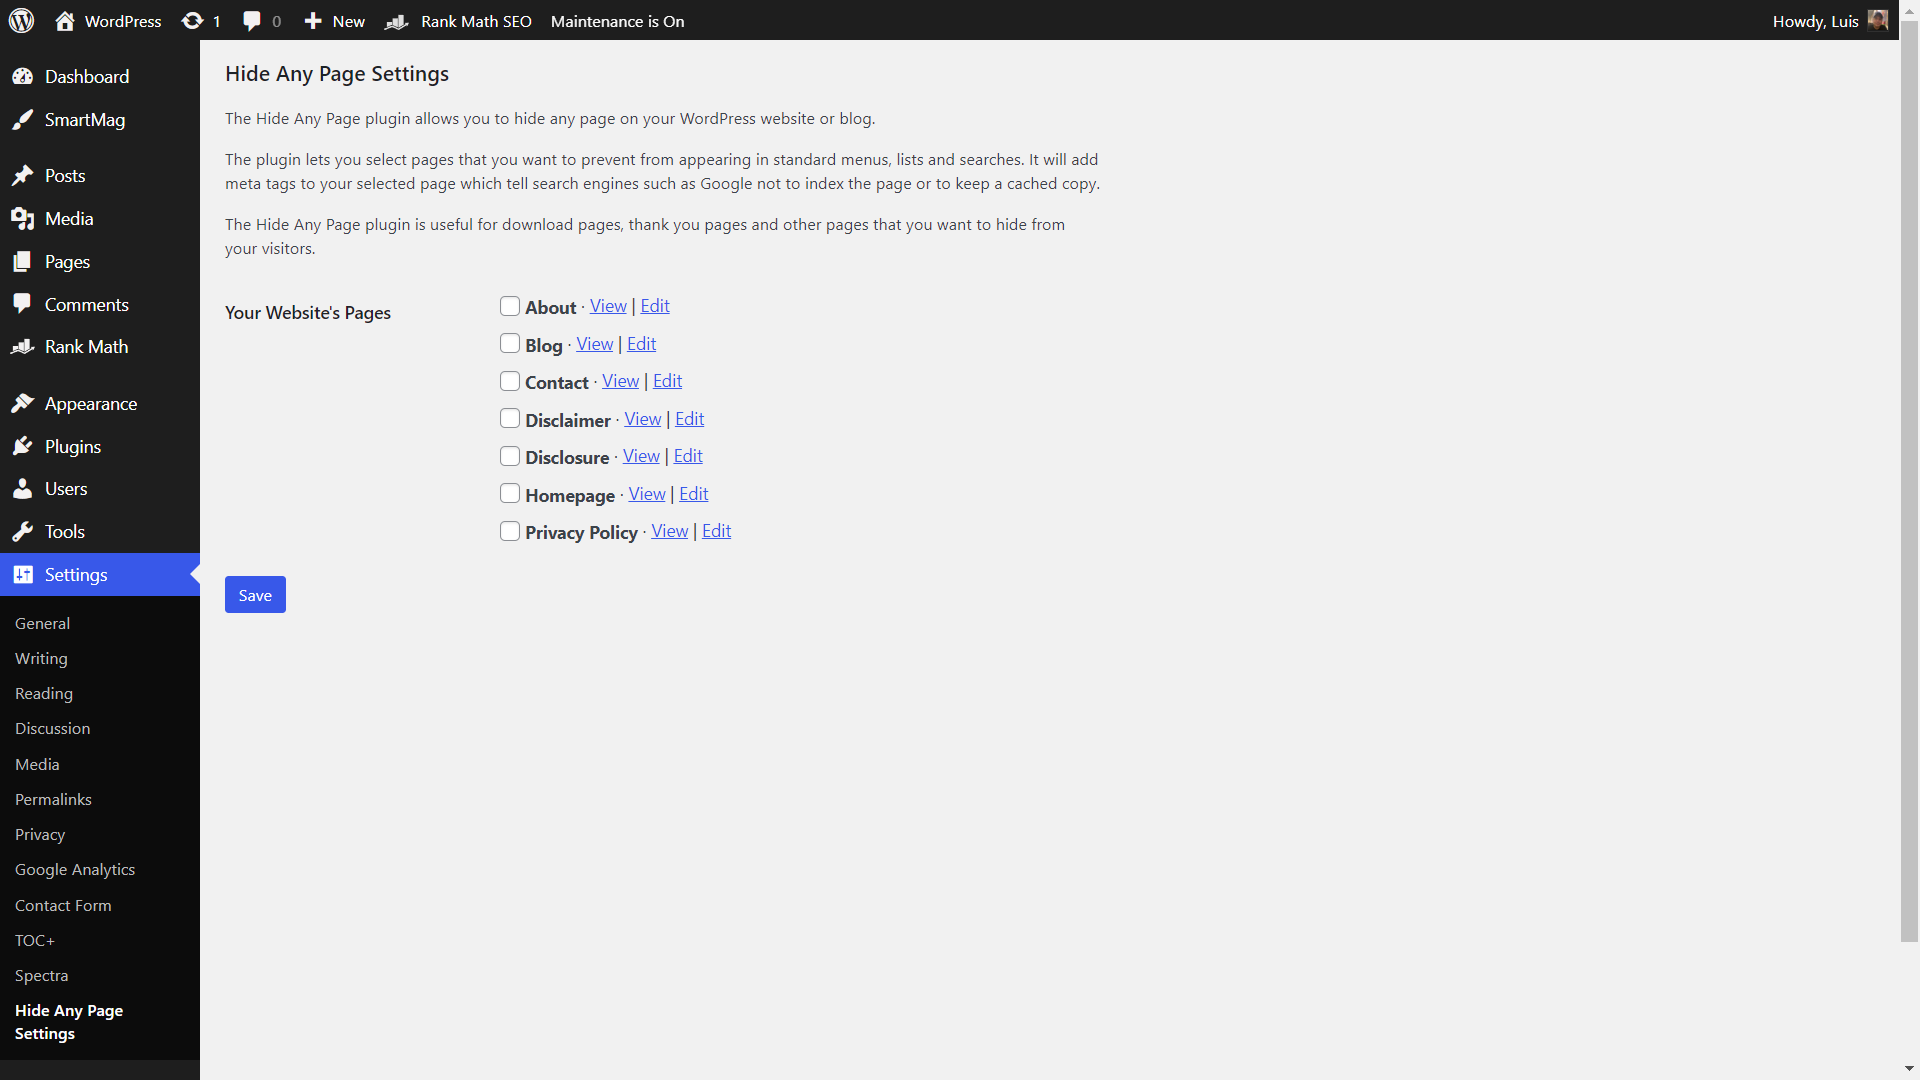 WordPress 1 0 New Rank Math SEO Maintenance is On Howdy, Luis
Dashboard
SmartMag
Posts
Media
Pages
Comments
Rank Math
Appearance
Plugins
Users
Tools
Settings
General
Writing
Reading
Discussion
Media
Permalinks
Privacy
Google Analytics
Contact Form
TOC+
Spectra
Hide Any Page
Settings
Hide Any Page Settings
The Hide Any Page plugin allows you to hide any page on your WordPress website or blog.
The plugin lets you select pages that you want to prevent from appearing in standard menus, lists and searches. It will add
meta tags to your selected page which tell search engines such as Google not to index the page or to keep a cached copy.
The Hide Any Page plugin is useful for download pages, thank you pages and other pages that you want to hide from
your visitors.
Your Website's Pages
About · View | Edit
Blog · View | Edit
Contact · View | Edit
Disclaimer · View | Edit
Disclosure · View | Edit
Homepage · View | Edit
Privacy Policy · View | Edit
Save